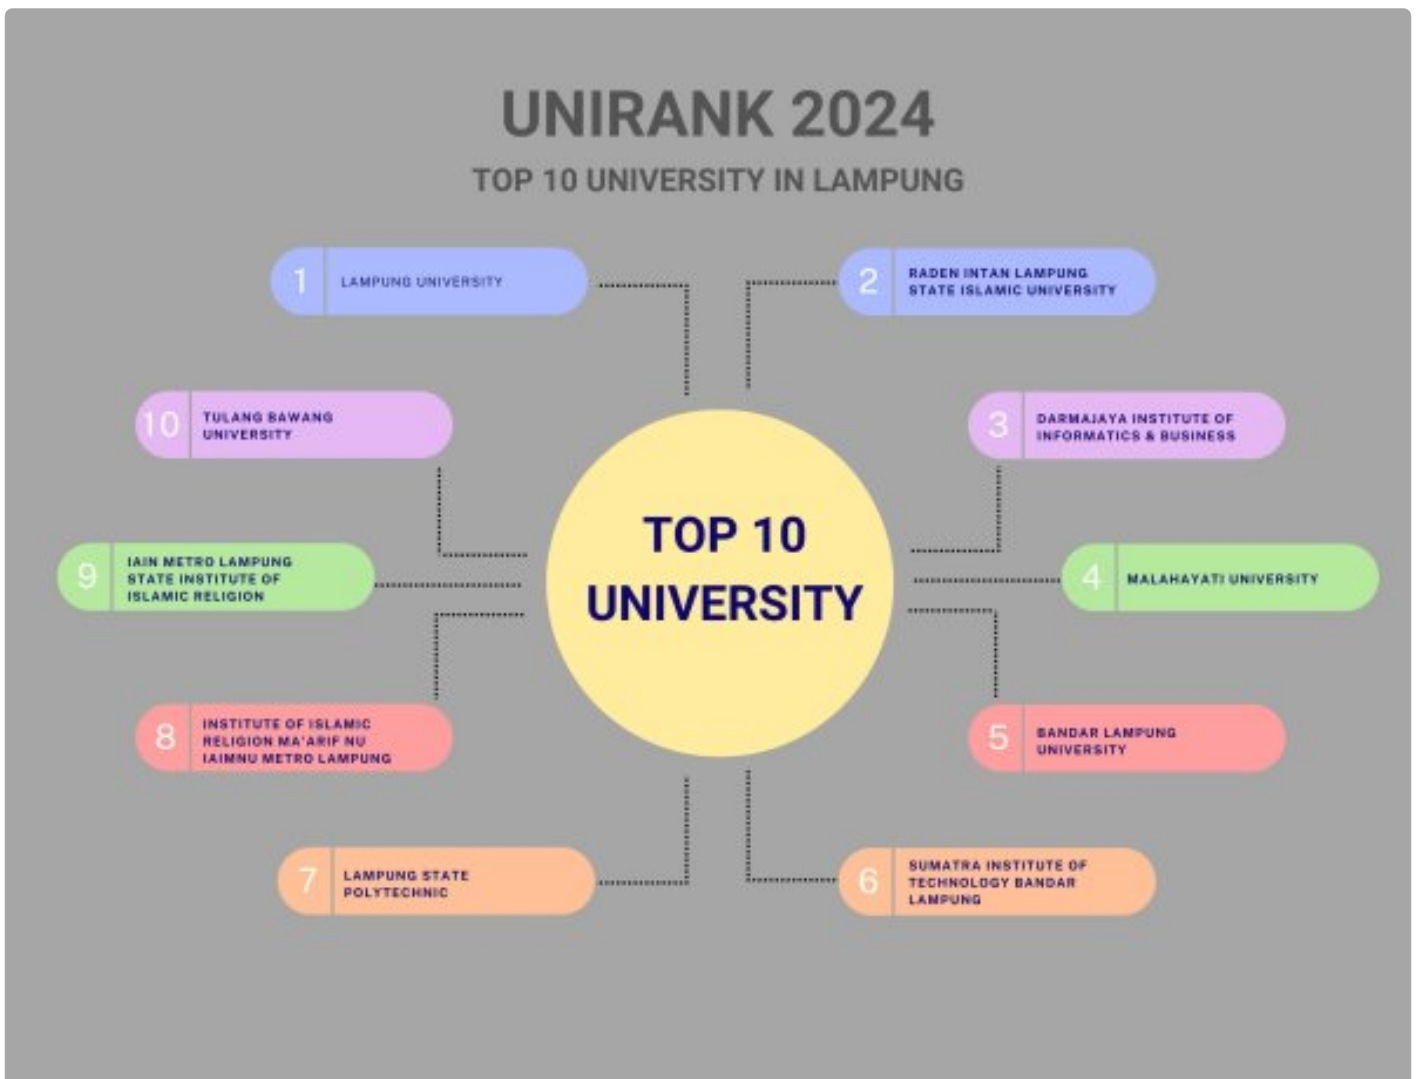 UNIRANK 2024
TOP 10 UNIVERSITY IN LAMPUNG
1
LAMPUNG UNIVERSITY
2
RADEN INTAN LAMPUNG
STATE ISLAMIC UNIVERSITY
3
DARMAJAYA INSTITUTE OF
INFORMATICS & BUSINESS
4
MALAHAYATI UNIVERSITY
5
BANDAR LAMPUNG
UNIVERSITY
6
SUMATRA INSTITUTE OF
TECHNOLOGY BANDAR
LAMPUNG
7
LAMPUNG STATE
POLYTECHNIC
8
INSTITUTE OF ISLAMIC
RELIGION MA'ARIF NU
IAIMNU METRO LAMPUNG
9
IAIN METRO LAMPUNG
STATE INSTITUTE OF
ISLAMIC RELIGION
10
TULANG BAWANG
UNIVERSITY
TOP 10
UNIVERSITY